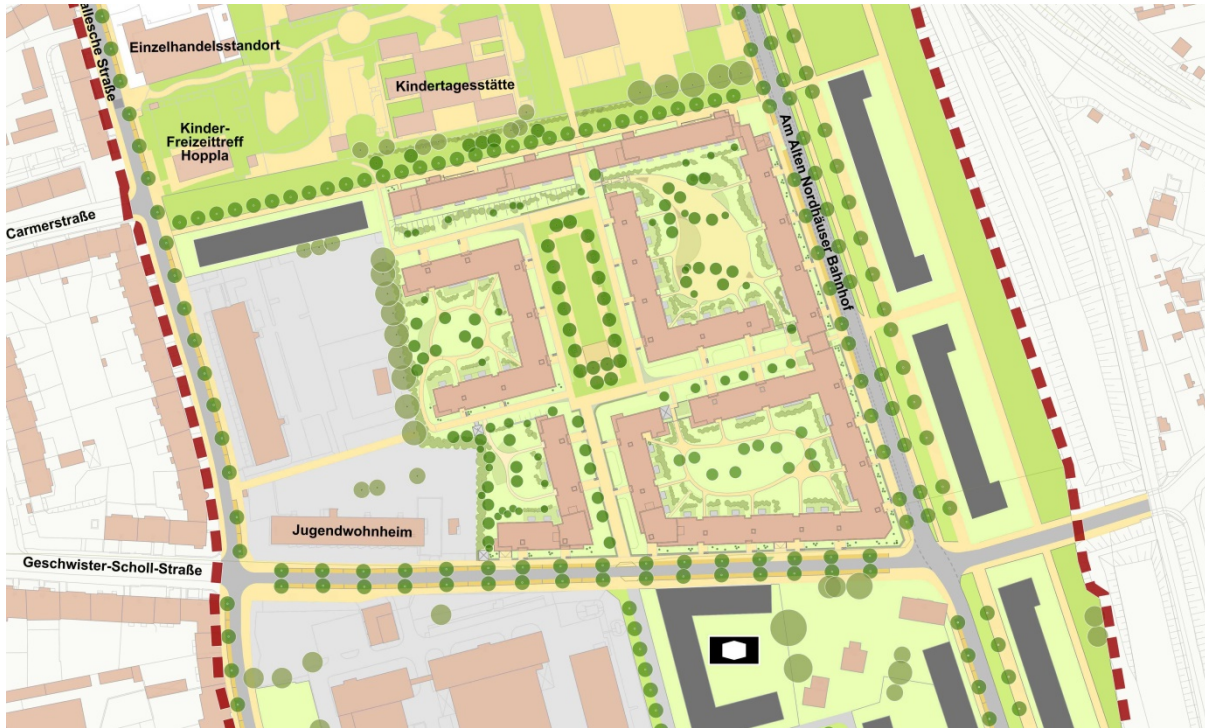 allesche Straße
Einzelhandelsstandort
Kindertagesstätte
Kinder-
Freizeittreff
Hoppla
Am Alten Nordhäuser Bahnhof
Carmerstraße
Jugendwohnheim
Geschwister-Scholl-Straße